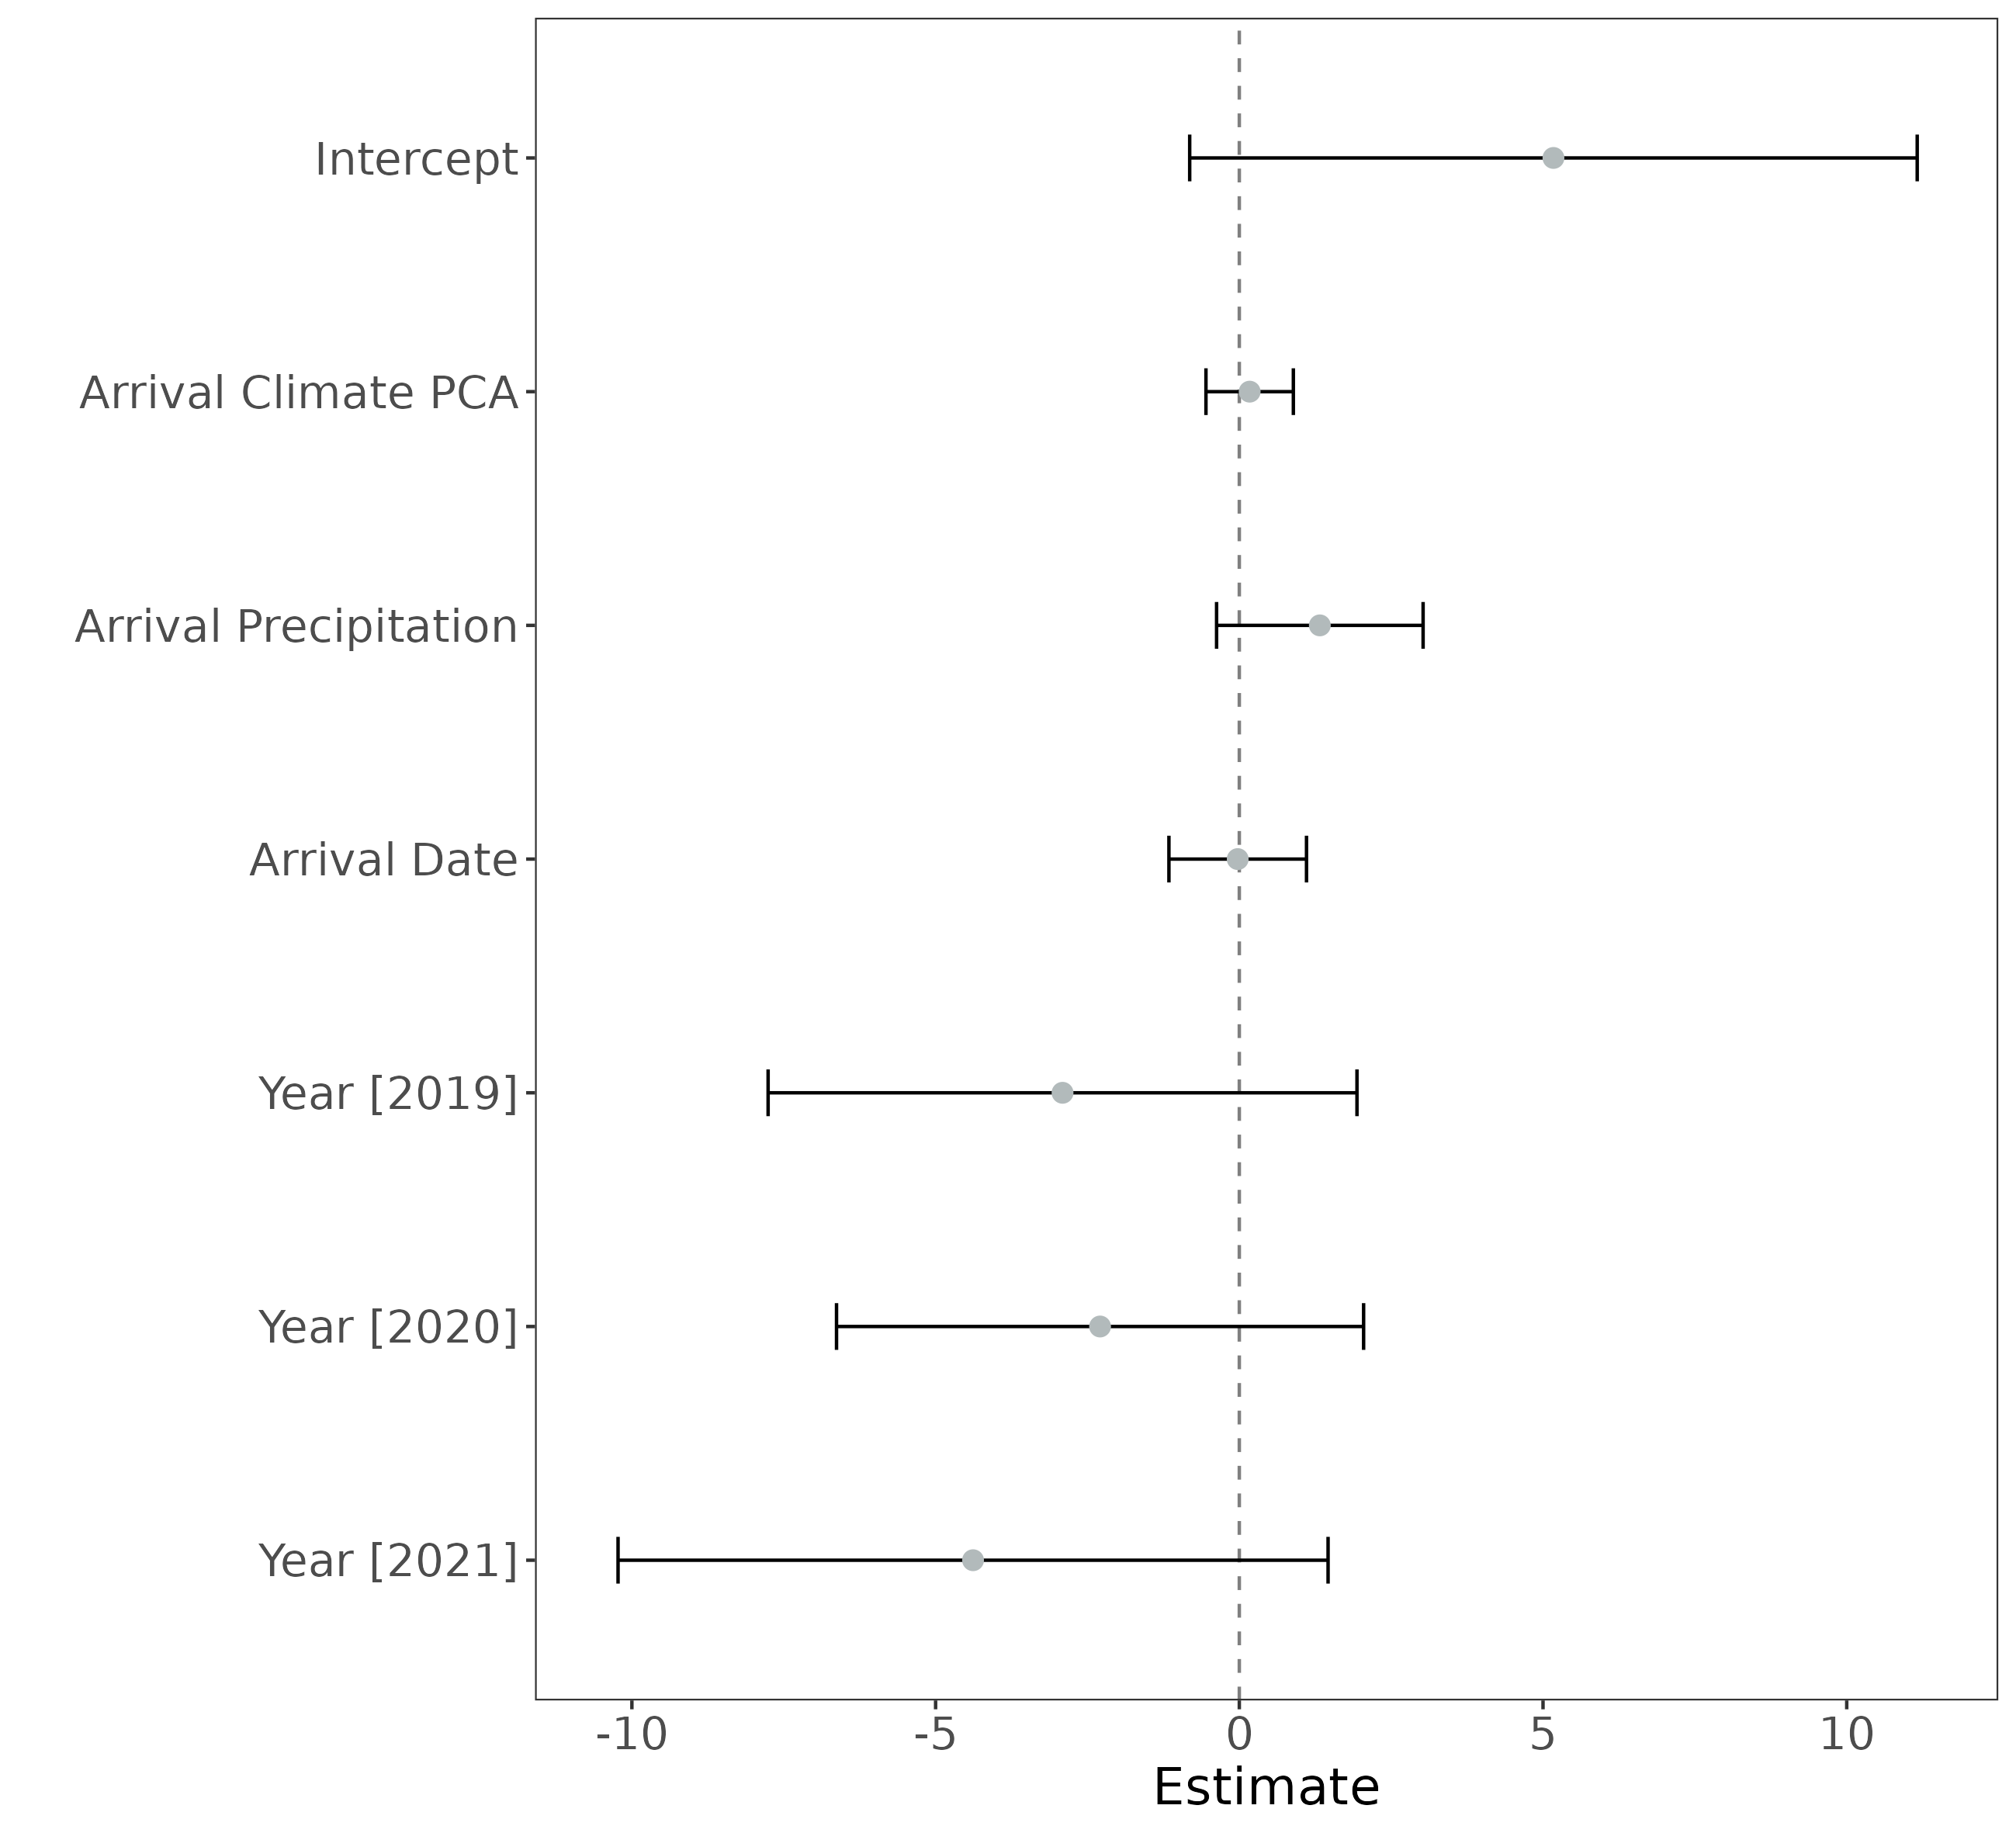 Intercept
Arrival Climate PCA
Arrival Precipitation
Arrival Date
Year [2019]
Year [2020]
Year [2021]
-10 -5 0 5 10
Estimate